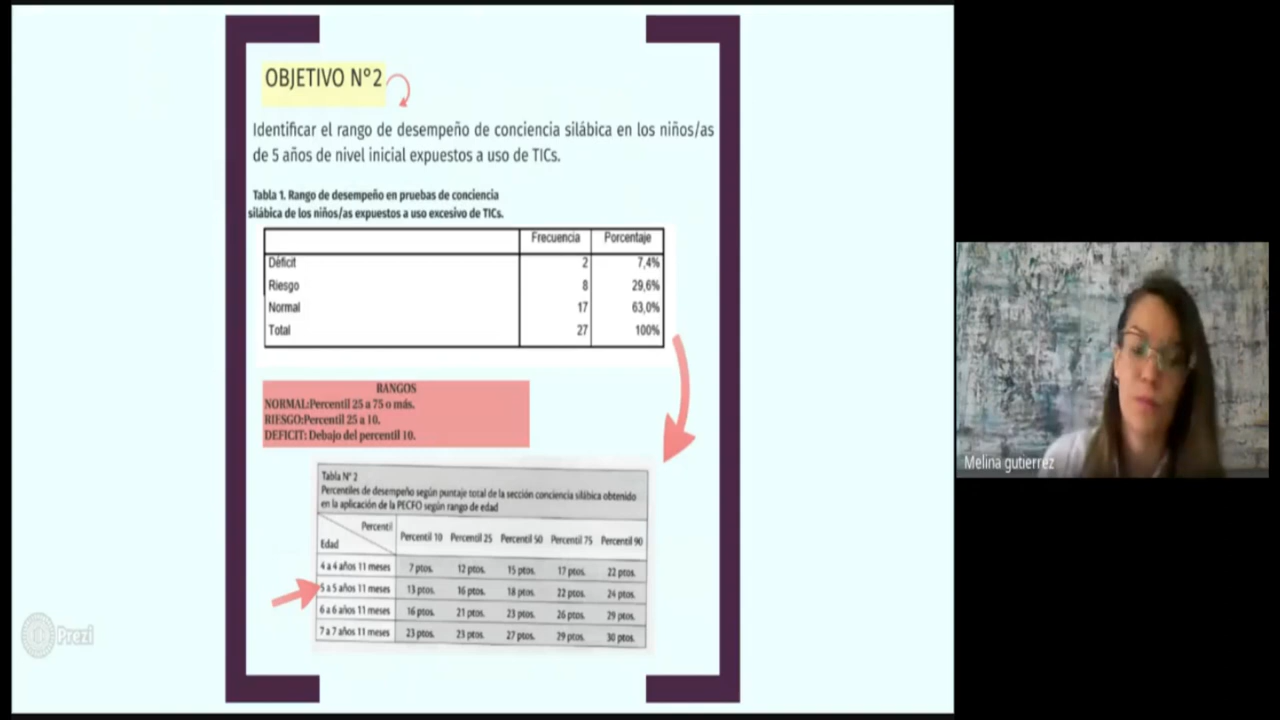 OBJETIVO N°2
Identificar el rango de desempeño de conciencia silábica en los niños/as
de 5 años de nivel inicial expuestos a uso de TICs.
Tabla 1. Rango de desempeño en pruebas de conciencia
silábica de los niños/as expuestos a uso excesivo de TICs.
Frecuencia Porcentaje
Déficit 2 7,4%
Riesgo 8 29,6%
Normal 17 63,0%
Total 27 100%
RANGOS
NORMAL:Percentil 25 a 75 o más.
RIESGO:Percentil 25 a 10.
DEFICIT: Debajo del percentil 10.
Tabla N° 2
Percentiles de desempeño según puntaje total de la sección conciencia silábica obtenido
en la aplicación de la PECFO según rango de edad
Percentil
Edad Percentil 10 Percentil 25 Percentil 50 Percentil 75 Percentil 90
4 a 4 años 11 meses 7 ptos. 12 ptos. 15 ptos. 17 ptos. 22 ptos.
5 a 5 años 11 meses 13 ptos. 16 ptos. 18 ptos. 22 ptos. 24 ptos.
6 a 6 años 11 meses 16 ptos. 21 ptos. 23 ptos. 26 ptos. 29 ptos.
7 a 7 años 11 meses 23 ptos. 23 ptos. 27 ptos. 29 ptos. 30 ptos.
Prezi
Melina gutierrez